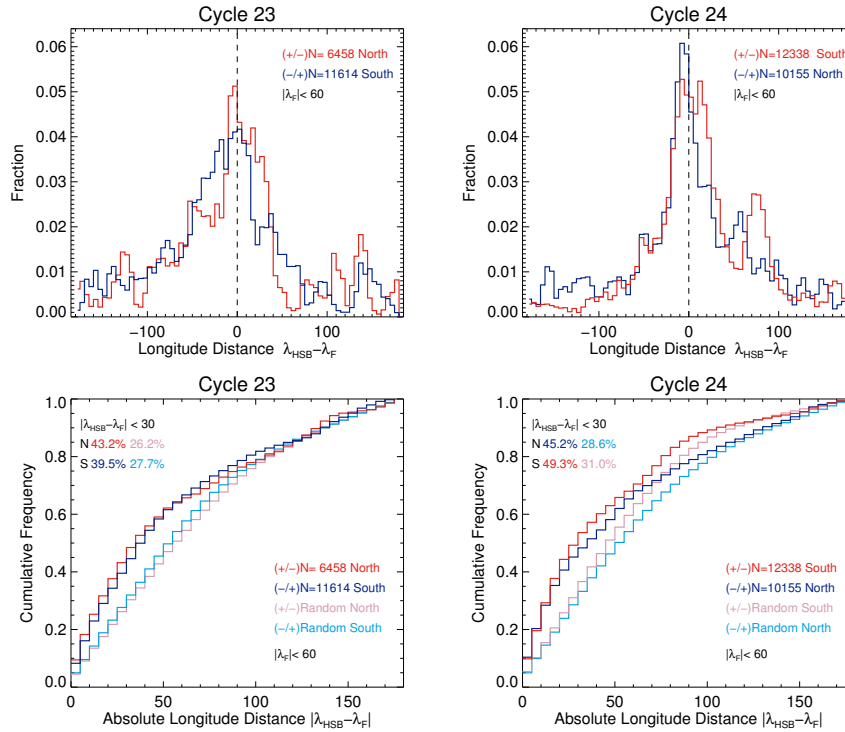 Cycle 23
0.06
0.05
0.04
0.03
0.02
0.01
0.00
Fraction
(+/−)N= 6458 North
(−/+)N=11614 South
|λF|< 60
−100
0
100
Longitude Distance λHSB−λF
Cycle 24
0.06
0.05
0.04
0.03
0.02
0.01
0.00
Fraction
(+/−)N=12338 South
(−/+)N=10155 North
|λF|< 60
−100
0
100
Longitude Distance λHSB−λF
Cycle 23
1.0
0.8
0.6
0.4
0.2
0.0
Cumulative Frequency
|λHSB−λF| < 30
N 43.2% 26.2%
S 39.5% 27.7%
(+/−)N= 6458 North
(−/+)N=11614 South
(+/−)Random North
(−/+)Random South
|λF|< 60
0
50
100
150
Absolute Longitude Distance |λHSB−λF|
Cycle 24
1.0
0.8
0.6
0.4
0.2
0.0
Cumulative Frequency
|λHSB−λF| < 30
N 45.2% 28.6%
S 49.3% 31.0%
(+/−)N=12338 South
(−/+)N=10155 North
(+/−)Random South
(−/+)Random North
|λF|< 60
0
50
100
150
Absolute Longitude Distance |λHSB−λF|